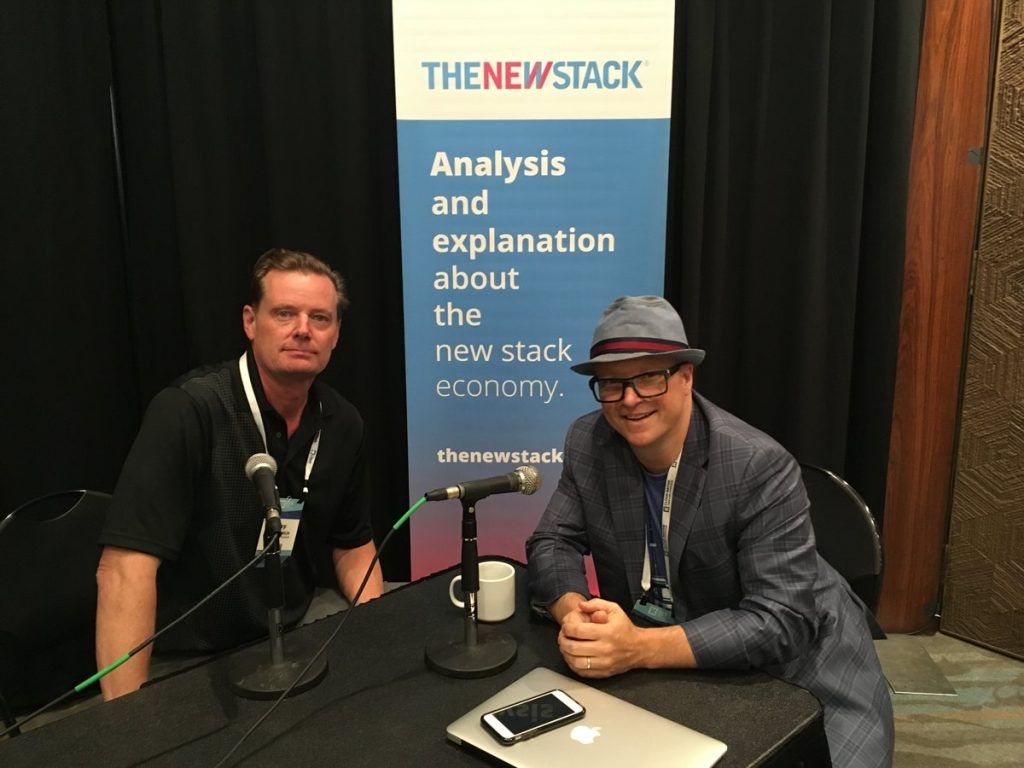 THENEWSTACK®
Analysis
and
explanation
about
the
new stack
economy.
thenewstack